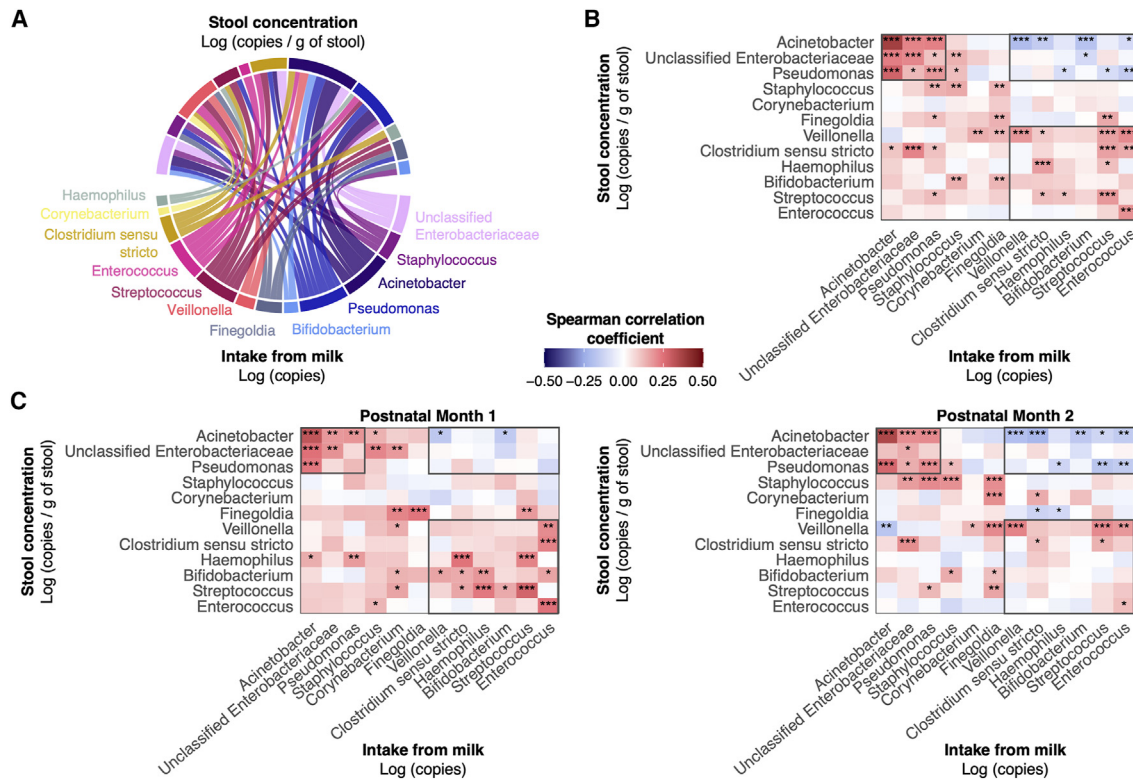 A
Stool concentration
Log (copies / g of stool)
Haemophilus
Corynebacterium
Clostridium sensu
stricto
Enterococcus
Streptococcus
Veillonella
Finegoldia
Bifidobacterium
Pseudomonas
Acinetobacter
Staphylococcus
Unclassified
Enterobacteriaceae
Intake from milk
Log (copies)
Spearman correlation
coefficient
−0.50 −0.25 0.00 0.25 0.50
B
Stool concentration
Log (copies / g of stool)
Acinetobacter
Unclassified Enterobacteriaceae
Pseudomonas
Staphylococcus
Corynebacterium
Finegoldia
Veillonella
Clostridium sensu stricto
Haemophilus
Bifidobacterium
Streptococcus
Enterococcus
Acinetobacter
Unclassified Enterobacteriaceae
Pseudomonas
Staphylococcus
Corynebacterium
Finegoldia
Veillonella
Clostridium sensu stricto
Haemophilus
Bifidobacterium
Streptococcus
Enterococcus
Intake from milk
Log (copies)
C
Postnatal Month 1
Stool concentration
Log (copies / g of stool)
Acinetobacter
Unclassified Enterobacteriaceae
Pseudomonas
Staphylococcus
Corynebacterium
Finegoldia
Veillonella
Clostridium sensu stricto
Haemophilus
Bifidobacterium
Streptococcus
Enterococcus
Acinetobacter
Unclassified Enterobacteriaceae
Pseudomonas
Staphylococcus
Corynebacterium
Finegoldia
Veillonella
Clostridium sensu stricto
Haemophilus
Bifidobacterium
Streptococcus
Enterococcus
Intake from milk
Log (copies)
Postnatal Month 2
Stool concentration
Log (copies / g of stool)
Acinetobacter
Unclassified Enterobacteriaceae
Pseudomonas
Staphylococcus
Corynebacterium
Finegoldia
Veillonella
Clostridium sensu stricto
Haemophilus
Bifidobacterium
Streptococcus
Enterococcus
Acinetobacter
Unclassified Enterobacteriaceae
Pseudomonas
Staphylococcus
Corynebacterium
Finegoldia
Veillonella
Clostridium sensu stricto
Haemophilus
Bifidobacterium
Streptococcus
Enterococcus
Intake from milk
Log (copies)